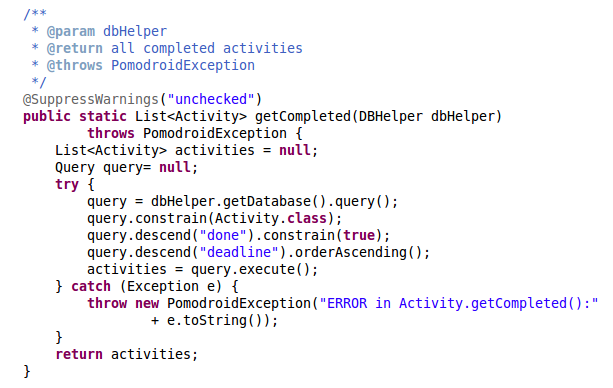 /**
 * @param dbHelper
 * @return all completed activities
 * @throws PomodroidException
 */
@SuppressWarnings("unchecked")
public static List<Activity> getCompleted(DBHelper dbHelper)
        throws PomodroidException {
    List<Activity> activities = null;
    Query query= null;
    try {
        query = dbHelper.getDatabase().query();
        query.constrain(Activity.class);
        query.descend("done").constrain(true);
        query.descend("deadline").orderAscending();
        activities = query.execute();
    } catch (Exception e) {
        throw new PomodroidException("ERROR in Activity.getCompleted():"
                + e.toString());
    }
    return activities;
}